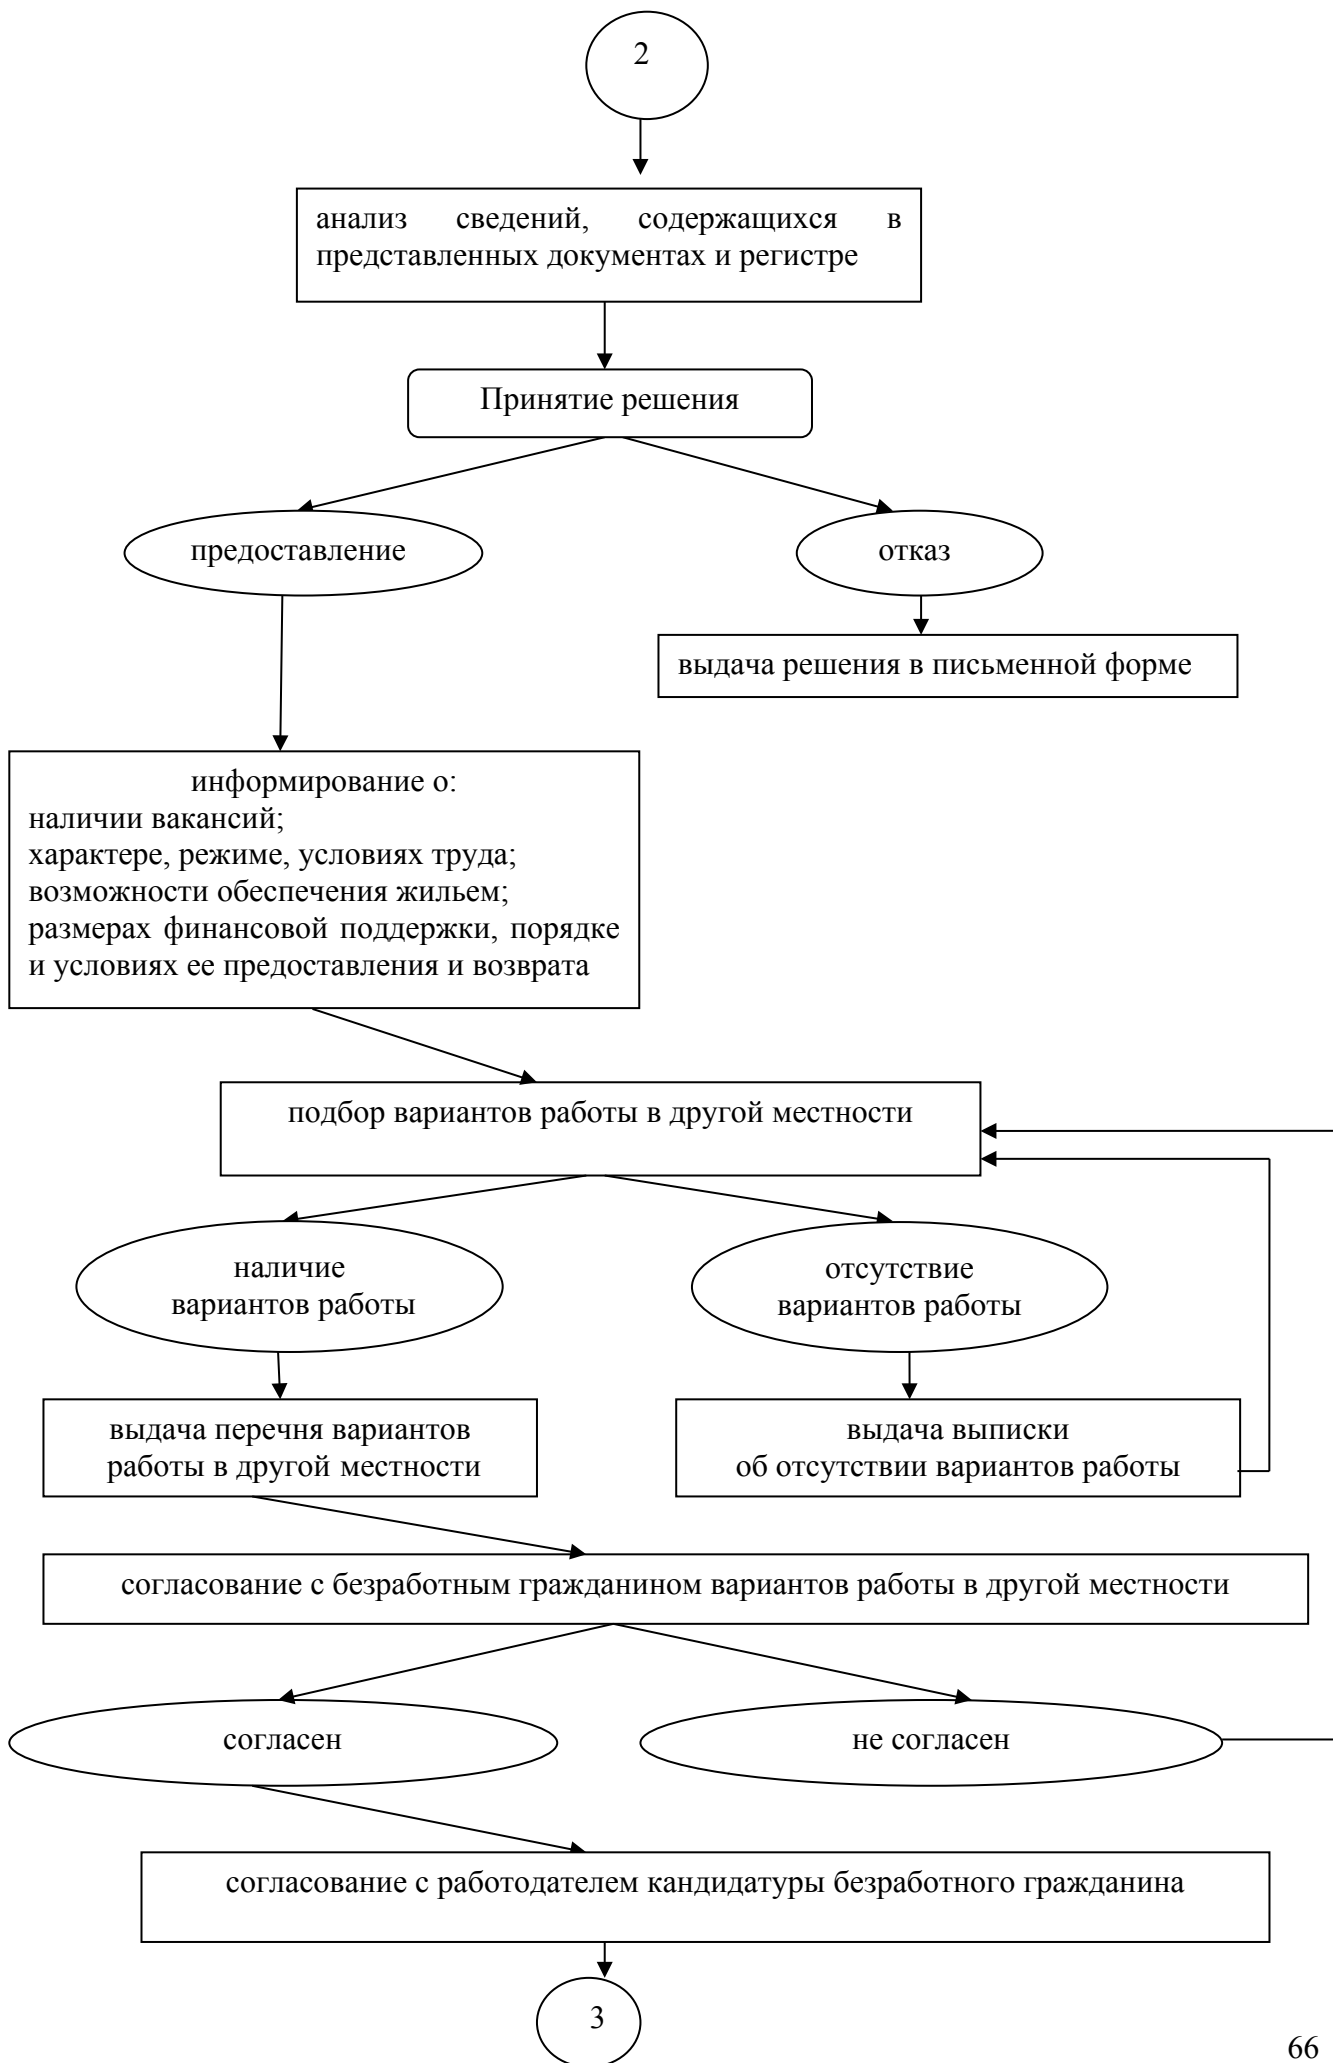 2
анализ сведений, содержащихся в
представленных документах и регистре
Принятие решения
предоставление
отказ
выдача решения в письменной форме
информирование о:
наличии вакансий;
характере, режиме, условиях труда;
возможности обеспечения жильем;
размерах финансовой поддержки, порядке
и условиях ее предоставления и возврата
подбор вариантов работы в другой местности
наличие
вариантов работы
отсутствие
вариантов работы
выдача перечня вариантов
работы в другой местности
выдача выписки
об отсутствии вариантов работы
согласование с безработным гражданином вариантов работы в другой местности
согласен
не согласен
согласование с работодателем кандидатуры безработного гражданина
3
66